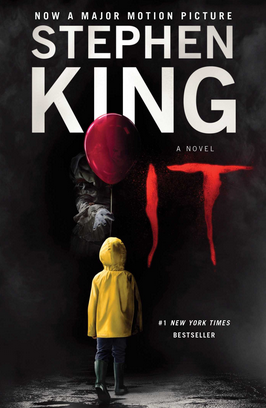 NOW A MAJOR MOTION PICTURE
STEPHEN
KING
A NOVEL
IT
#1 NEW YORK TIMES
BESTSELLER